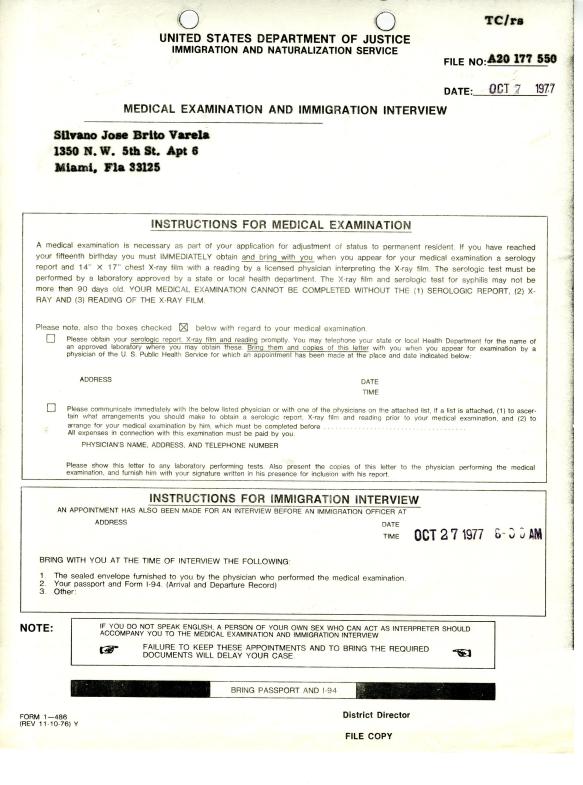 TC/rs
UNITED STATES DEPARTMENT OF JUSTICE
IMMIGRATION AND NATURALIZATION SERVICE
FILE NO: A20 177 550
DATE: OCT 7 1977
MEDICAL EXAMINATION AND IMMIGRATION INTERVIEW
Silvano Jose Brito Varela
1350 N. W. 5th St. Apt 6
Miami, Fla 33125
INSTRUCTIONS FOR MEDICAL EXAMINATION
A medical examination is necessary as part of your application for adjustment of status to permanent resident. If you have reached
your fifteenth birthday you must IMMEDIATELY obtain and bring with you when you appear for your medical examination a serology
report and 14" X 17" chest X-ray film with a reading by a licensed physician interpreting the X-ray film. The serologic test must be
performed by a laboratory approved by a state or health department. The X-ray film and serologic test for syphilis may not be
more than 90 days old. YOUR MEDICAL EXAMINATION CANNOT BE COMPLETED WITHOUT THE (1) SEROLOGIC REPORT, (2) X-
RAY AND (3) READING OF THE X-RAY FILM.
Please note, also the boxes checked ☒ below with regard to your medical examination.
☐ Please obtain your serologic report, X-ray film and reading promptly. You may telephone your state or local Health Department for the name of
an approved laboratory where you may obtain these. Bring them and copies of this letter with you when you appear for examination by a
physician of the U. S. Public Health Service for which an appointment has been made at the place and date indicated below:
ADDRESS DATE
TIME
☐ Please communicate immediately with the below listed physician or with one of the physicians on the attached list, if a list is attached, (1) to ascer-
tain what arrangements you should make to obtain a serologic report, X-ray film and reading prior to your medical examination, and (2) to
arrange for your medical examination by him, which must be completed before ........................................
All expenses in connection with this examination must be paid by you.
PHYSICIAN'S NAME, ADDRESS, AND TELEPHONE NUMBER
Please show this letter to any laboratory performing tests. Also present the copies of this letter to the physician performing the medical
examination, and furnish him with your signature written in his presence for inclusion with his report.
INSTRUCTIONS FOR IMMIGRATION INTERVIEW
AN APPOINTMENT HAS ALSO BEEN MADE FOR AN INTERVIEW BEFORE AN IMMIGRATION OFFICER AT
ADDRESS DATE
TIME OCT 27 1977 AM
BRING WITH YOU AT THE TIME OF INTERVIEW THE FOLLOWING:
1. The sealed envelope furnished to you by the physician who performed the medical examination.
2. Your passport and Form I-94. (Arrival and Departure Record)
3. Other:
NOTE:
IF YOU DO NOT SPEAK ENGLISH, A PERSON OF YOUR OWN SEX WHO CAN ACT AS INTERPRETER SHOULD
ACCOMPANY YOU TO THE MEDICAL EXAMINATION AND IMMIGRATION INTERVIEW
FAILURE TO KEEP THESE APPOINTMENTS AND TO BRING THE REQUIRED
DOCUMENTS WILL DELAY YOUR CASE.
BRING PASSPORT AND I-94
FORM 1—486
(REV 11-10-76) Y
District Director
FILE COPY